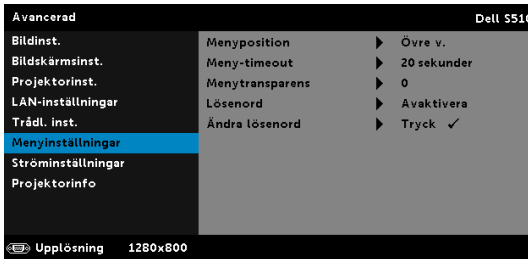 Avancerad Dell S510
Bildinst.
Bildskärmsinst.
Projektorinst.
LAN-inställningar
Trådl. inst.
Menyinställningar
Ströminställningar
Projektorinfo
Menyposition Övre v.
Meny-timeout 20 sekunder
Menytransparens 0
Lösenord Avaktivera
Ändra lösenord Tryck ✓
Upplösning 1280x800